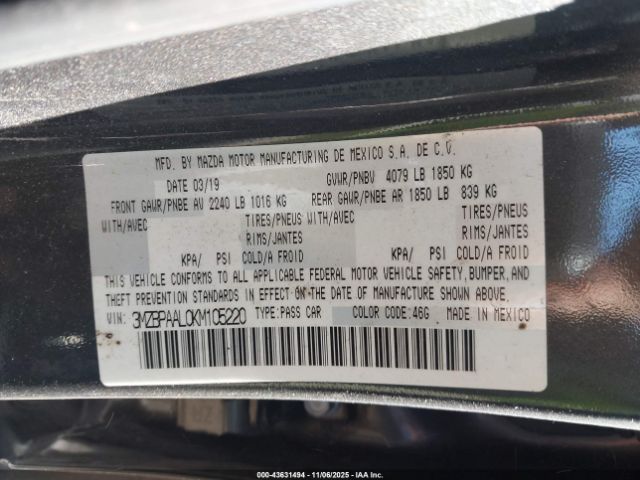 MFD. BY MAZDA MOTOR MANUFACTURING DE MEXICO S.A. DE C.V.
DATE 03/19 GVWR/PNBV 4079 LB 1850 KG
FRONT GAWR/PNBE AV 2240 LB 1016 KG REAR GAWR/PNBE AR 1850 LB 839 KG
WITH/AVEC TIRES/PNEUS WITH/AVEC TIRES/PNEUS
RIMS/JANTES RIMS/JANTES
KPA/ PSI COLD/A FROID KPA/ PSI COLD/A FROID
THIS VEHICLE CONFORMS TO ALL APPLICABLE FEDERAL MOTOR VEHICLE SAFETY, BUMPER, AND
THEFT PREVENTION STANDARDS IN EFFECT ON THE DATE OF MANUFACTURE SHOWN ABOVE.
VIN: 3MZBPAAL0KM105220 TYPE:PASS CAR COLOR CODE:46G MADE IN MEXICO
000-43631494 - 11/06/2025 - IAA Inc.